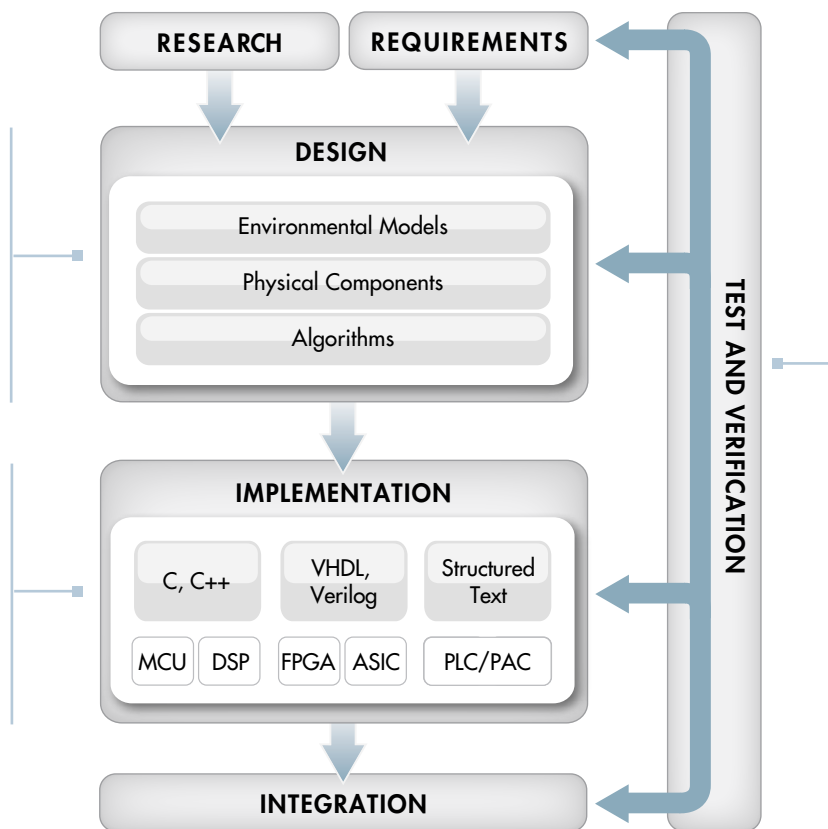 RESEARCH
REQUIREMENTS
DESIGN
Environmental Models
Physical Components
Algorithms
IMPLEMENTATION
C, C++
VHDL,
Verilog
Structured
Text
MCU
DSP
FPGA
ASIC
PLC/PAC
INTEGRATION
TEST AND VERIFICATION